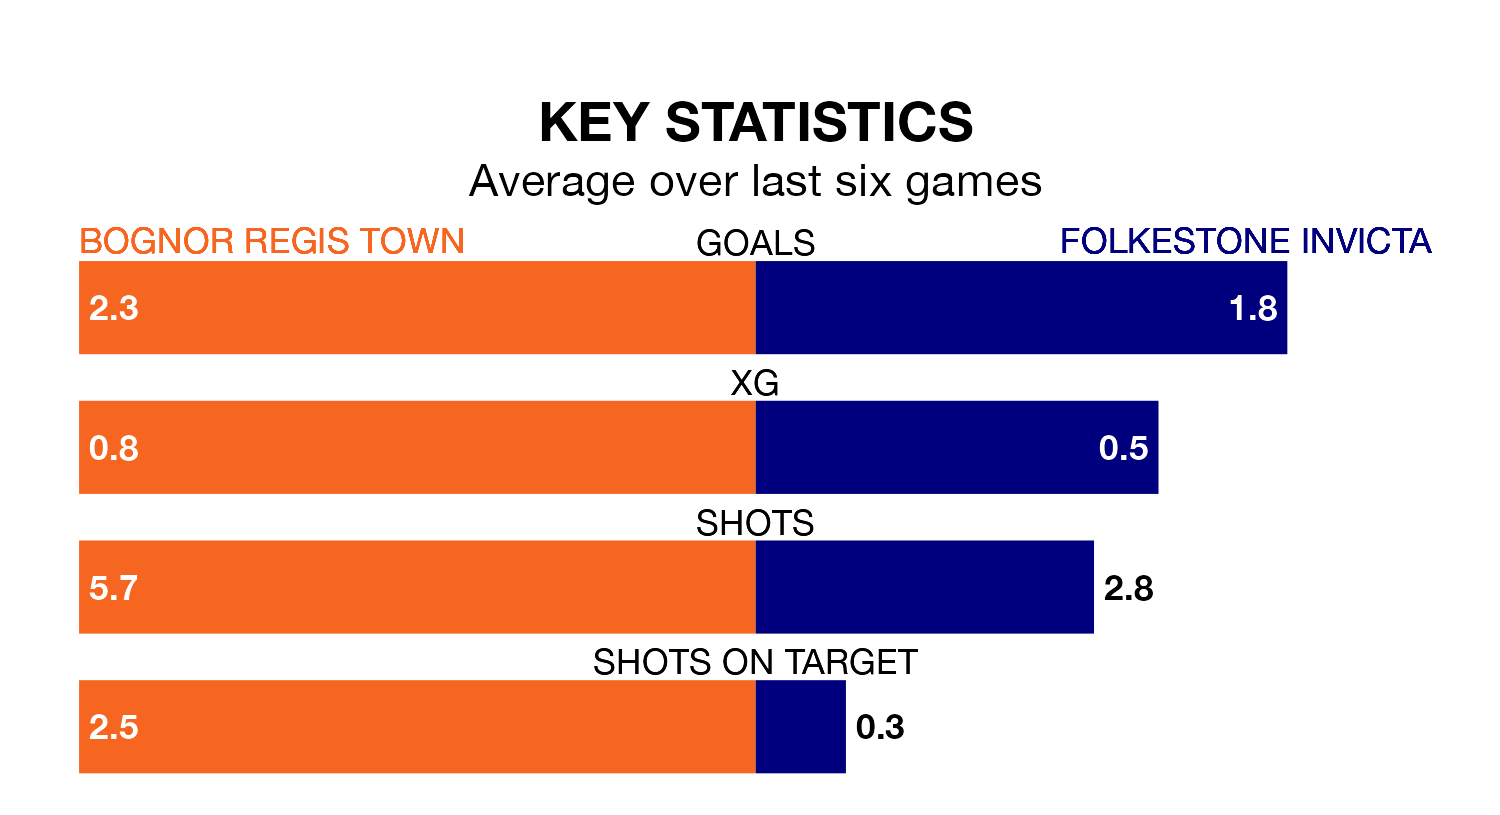 KEY STATISTICS
Average over last six games
BOGNOR REGIS TOWN GOALS FOLKESTONE INVICTA
2.3 1.8
XG
0.8 0.5
SHOTS
5.7 2.8
SHOTS ON TARGET
2.5 0.3